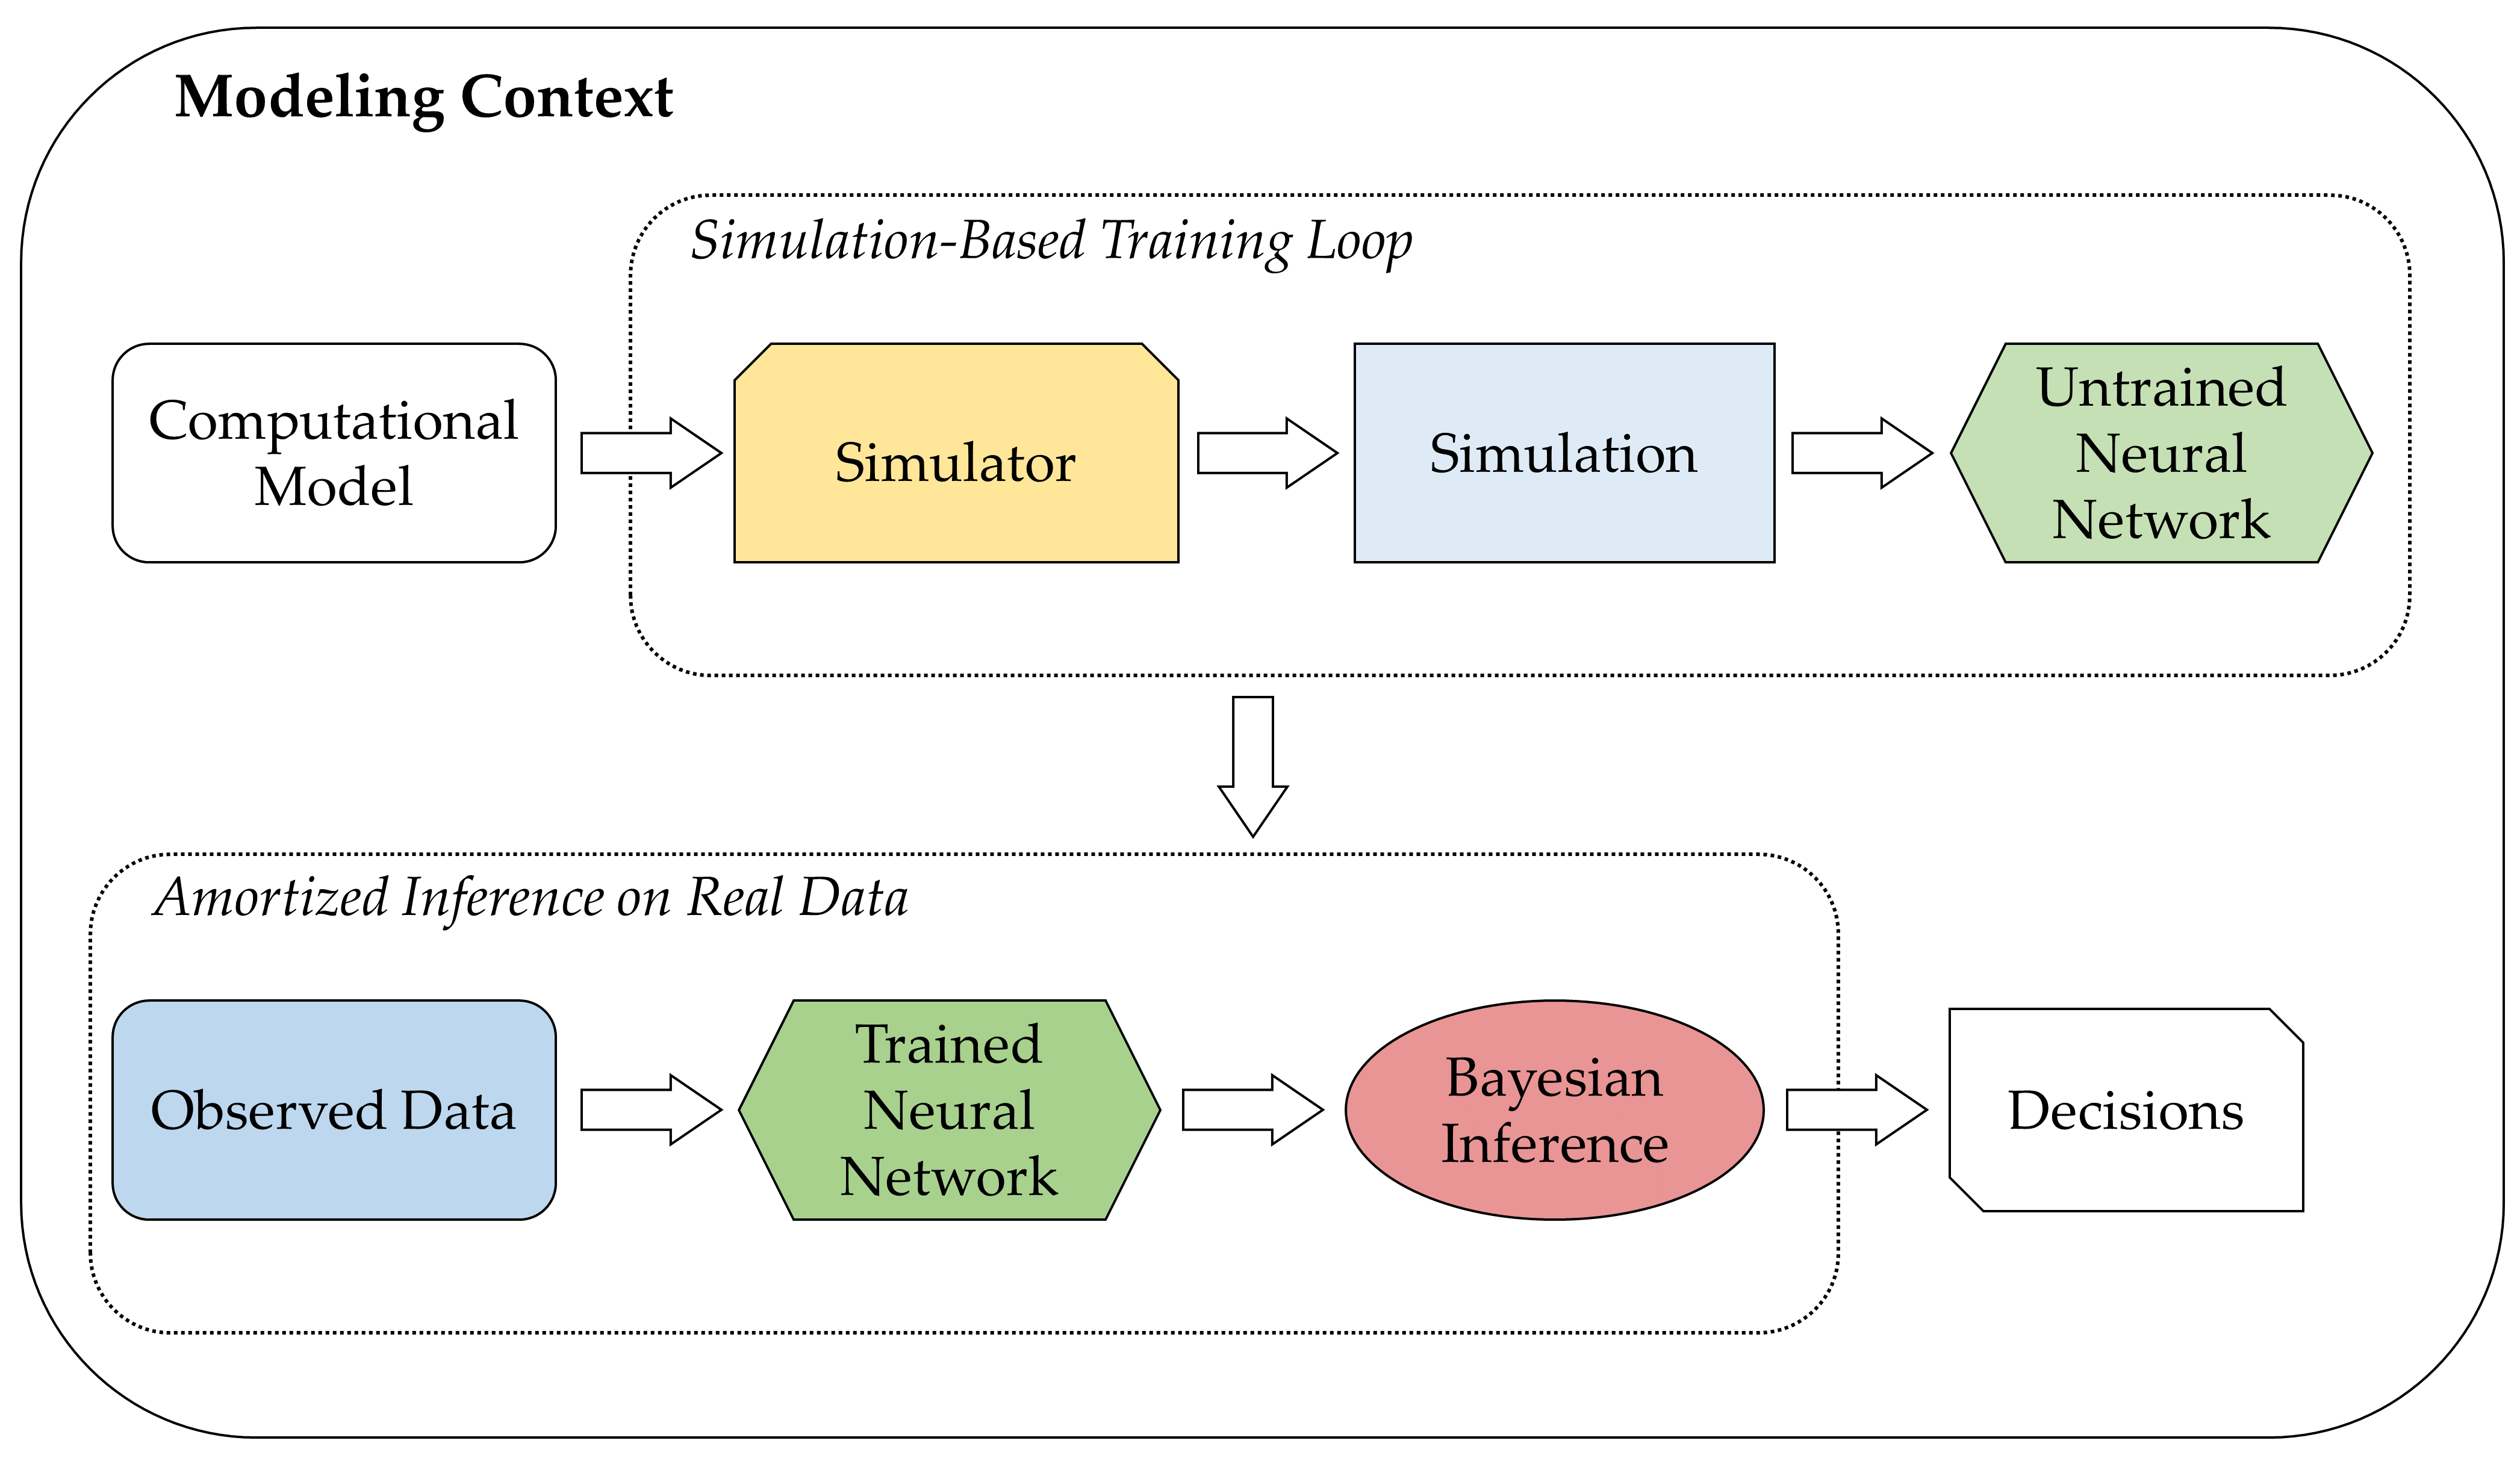 Modeling Context
Simulation-Based Training Loop
Computational
Model
Simulator
Simulation
Untrained
Neural
Network
Amortized Inference on Real Data
Observed Data
Trained
Neural
Network
Bayesian
Inference
Decisions